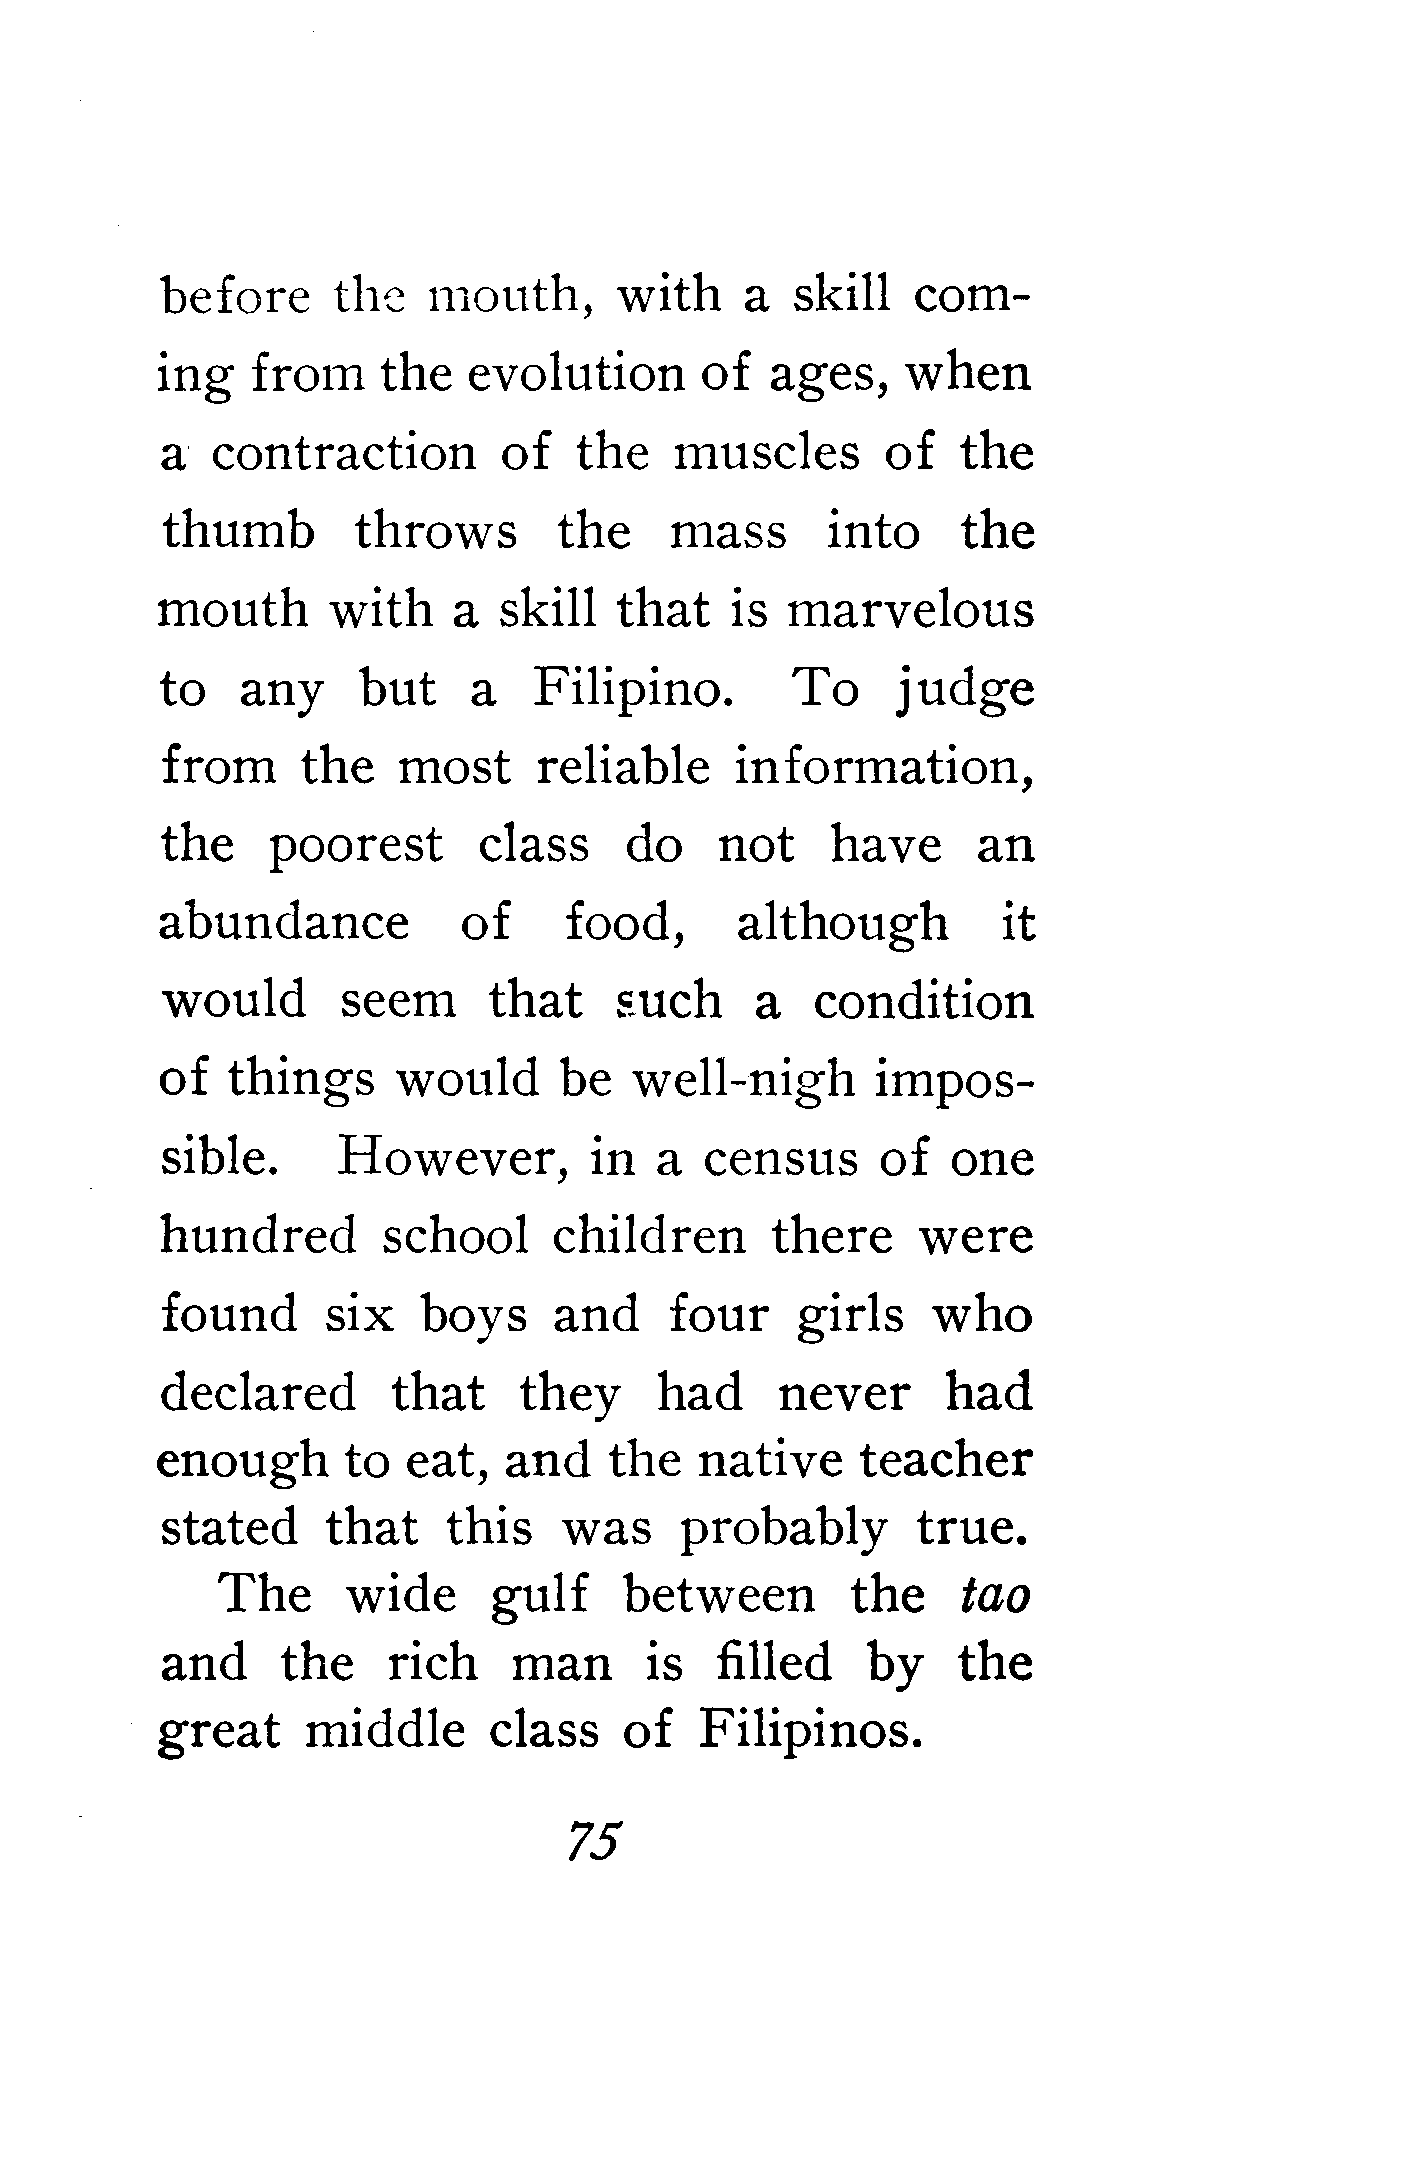 before the mouth, with a skill com-
ing from the evolution of ages, when
a contraction of the muscles of the
thumb throws the mass into the
mouth with a skill that is marvelous
to any but a Filipino. To judge
from the most reliable information,
the poorest class do not have an
abundance of food, although it
would seem that such a condition
of things would be well-nigh impos-
sible. However, in a census of one
hundred school children there were
found six boys and four girls who
declared that they had never had
enough to eat, and the native teacher
stated that this was probably true.
The wide gulf between the tao
and the rich man is filled by the
great middle class of Filipinos.
75